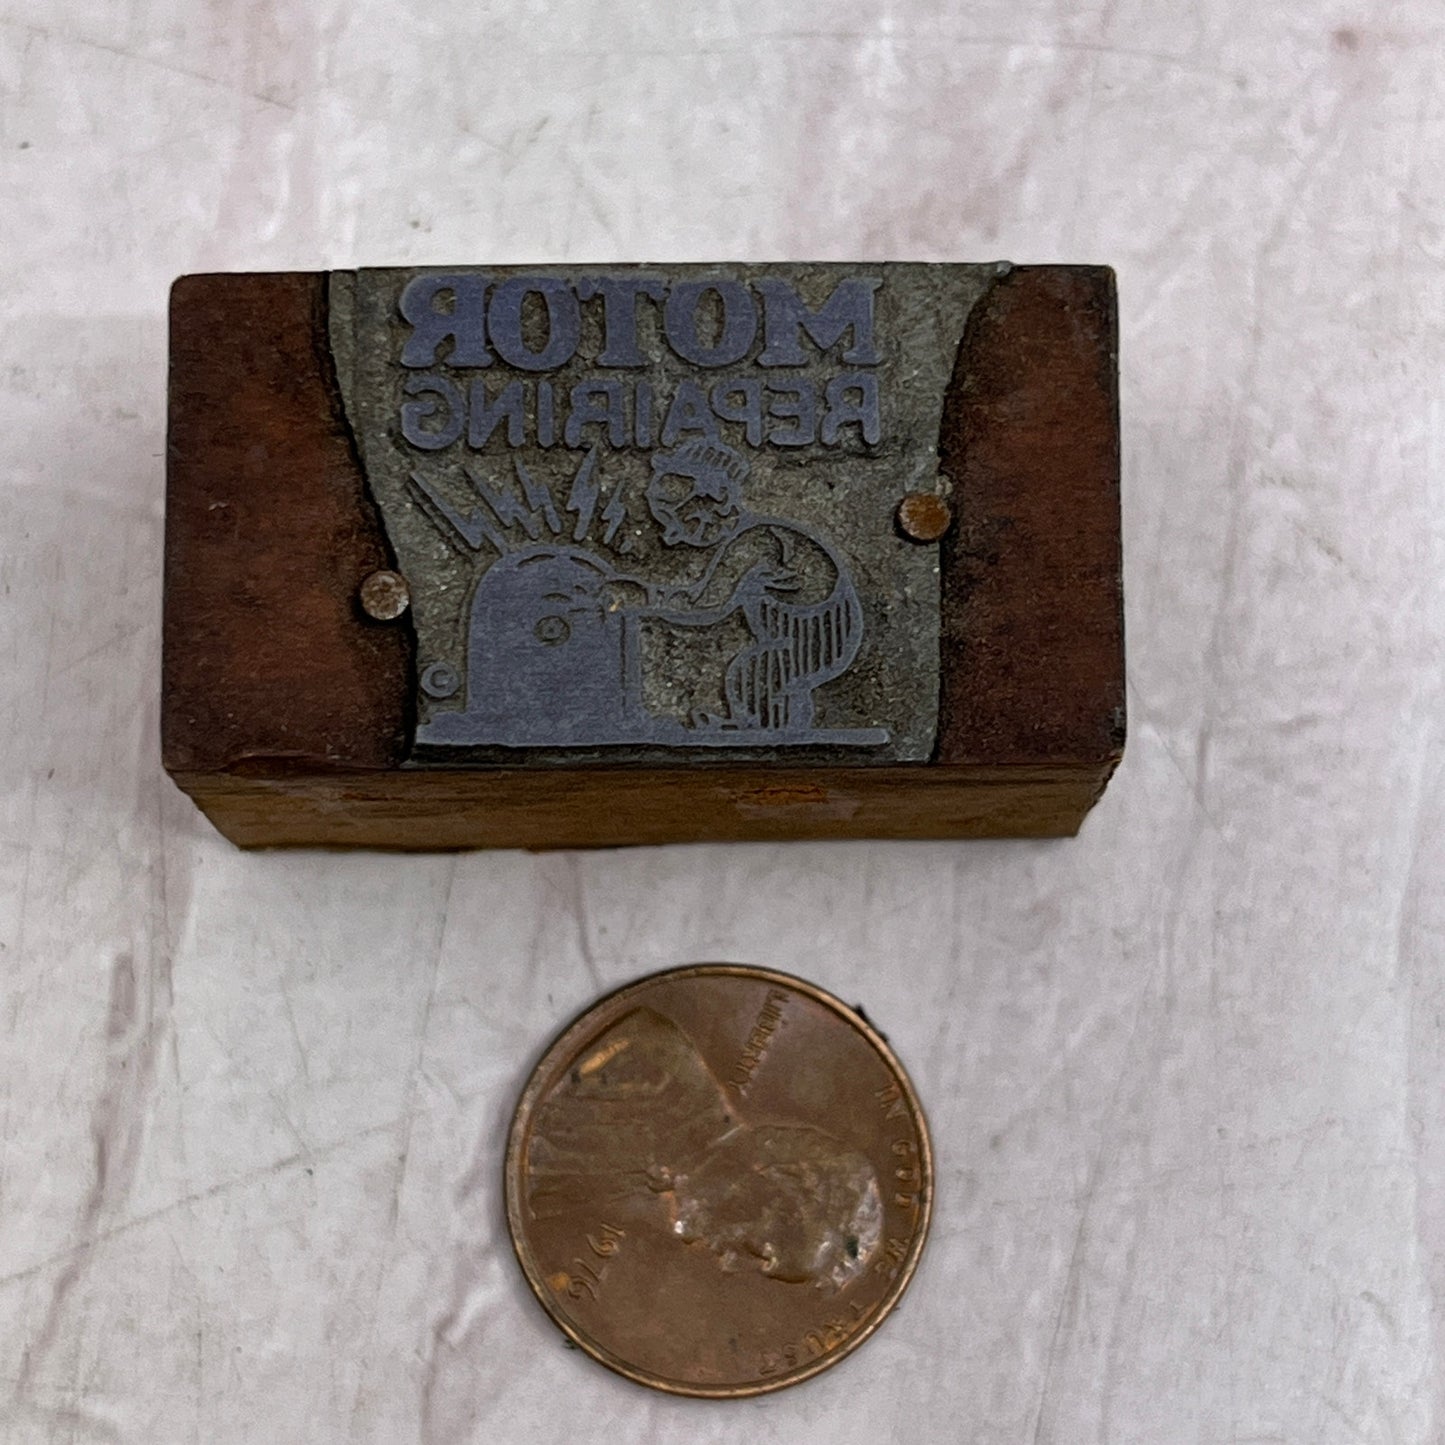 MOTOR
REPAIRING
©
LIBERTY
IN GOD WE TRUST
1976